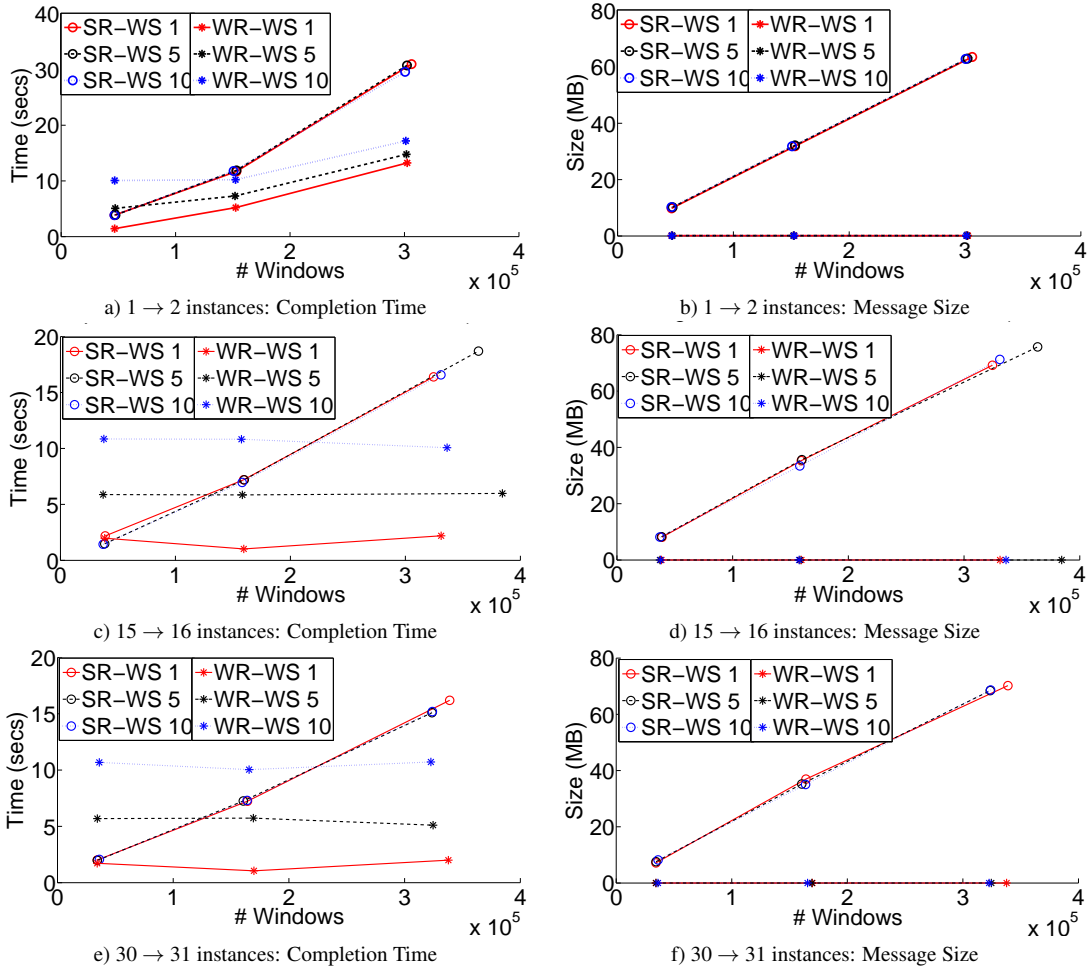 40
30
20
10
0
Time (secs)
SR−WS 1
SR−WS 5
SR−WS 10
WR−WS 1
WR−WS 5
WR−WS 10
0 1 2 3 4
# Windows
x 10^5
a) 1 → 2 instances: Completion Time
80
60
40
20
0
Size (MB)
SR−WS 1
SR−WS 5
SR−WS 10
WR−WS 1
WR−WS 5
WR−WS 10
0 1 2 3 4
# Windows
x 10^5
b) 1 → 2 instances: Message Size
20
15
10
5
0
Time (secs)
SR−WS 1
SR−WS 5
SR−WS 10
WR−WS 1
WR−WS 5
WR−WS 10
0 1 2 3 4
# Windows
x 10^5
c) 15 → 16 instances: Completion Time
80
60
40
20
0
Size (MB)
SR−WS 1
SR−WS 5
SR−WS 10
WR−WS 1
WR−WS 5
WR−WS 10
0 1 2 3 4
# Windows
x 10^5
d) 15 → 16 instances: Message Size
20
15
10
5
0
Time (secs)
SR−WS 1
SR−WS 5
SR−WS 10
WR−WS 1
WR−WS 5
WR−WS 10
0 1 2 3 4
# Windows
x 10^5
e) 30 → 31 instances: Completion Time
80
60
40
20
0
Size (MB)
SR−WS 1
SR−WS 5
SR−WS 10
WR−WS 1
WR−WS 5
WR−WS 10
0 1 2 3 4
# Windows
x 10^5
f) 30 → 31 instances: Message Size